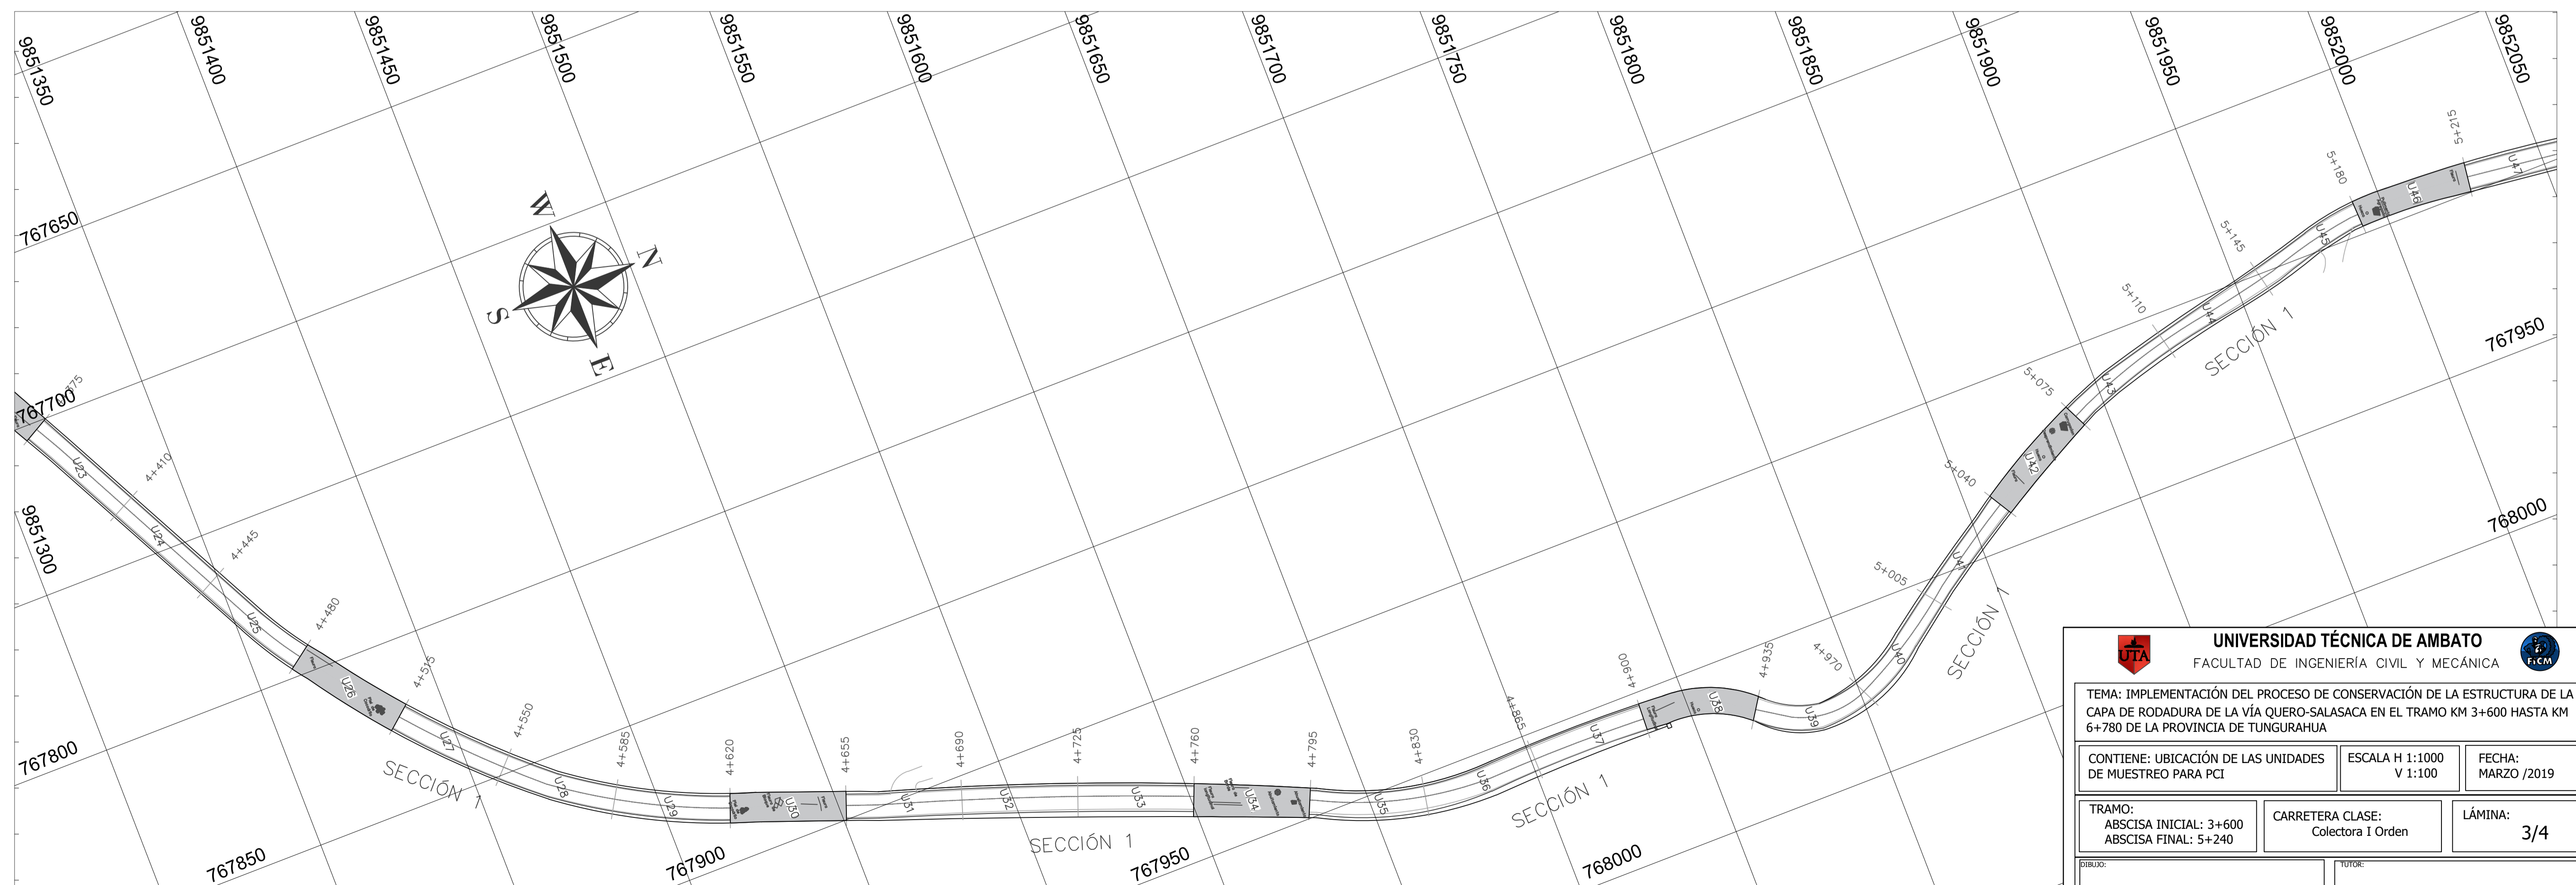 9851350
9851400
9851450
9851500
9851550
9851600
9851650
9851700
9851750
9851800
9851850
9851900
9851950
9852000
9852050
767650
767700
9851300
767800
767850
767900
767950
768000
767950
768000
W
N
S
E
U23
4+410
U24
4+445
U25
4+480
Fisura
U26
4+515
U27
SECCIÓN 1
4+550
U28
4+585
U29
4+620
U30
Fisura
4+655
U31
4+690
U32
4+725
SECCIÓN 1
U33
4+760
U34
4+795
U35
4+830
U36
4+865
SECCIÓN 1
U37
4+900
U38
4+935
U39
4+970
U40
5+005
SECCIÓN 1
U41
5+040
U42
5+075
U43
5+110
U44
SECCIÓN 1
5+145
U45
5+180
U46
Fisura
5+215
U47
UTA
UNIVERSIDAD TÉCNICA DE AMBATO
FACULTAD DE INGENIERÍA CIVIL Y MECÁNICA
FICM
TEMA: IMPLEMENTACIÓN DEL PROCESO DE CONSERVACIÓN DE LA ESTRUCTURA DE LA
CAPA DE RODADURA DE LA VÍA QUERO-SALASACA EN EL TRAMO KM 3+600 HASTA KM
6+780 DE LA PROVINCIA DE TUNGURAHUA
CONTIENE: UBICACIÓN DE LAS UNIDADES
DE MUESTREO PARA PCI
ESCALA H 1:1000
V 1:100
FECHA:
MARZO /2019
TRAMO:
ABSCISA INICIAL: 3+600
ABSCISA FINAL: 5+240
CARRETERA CLASE:
Colectora I Orden
LÁMINA:
3/4
DIBUJO:
TUTOR: